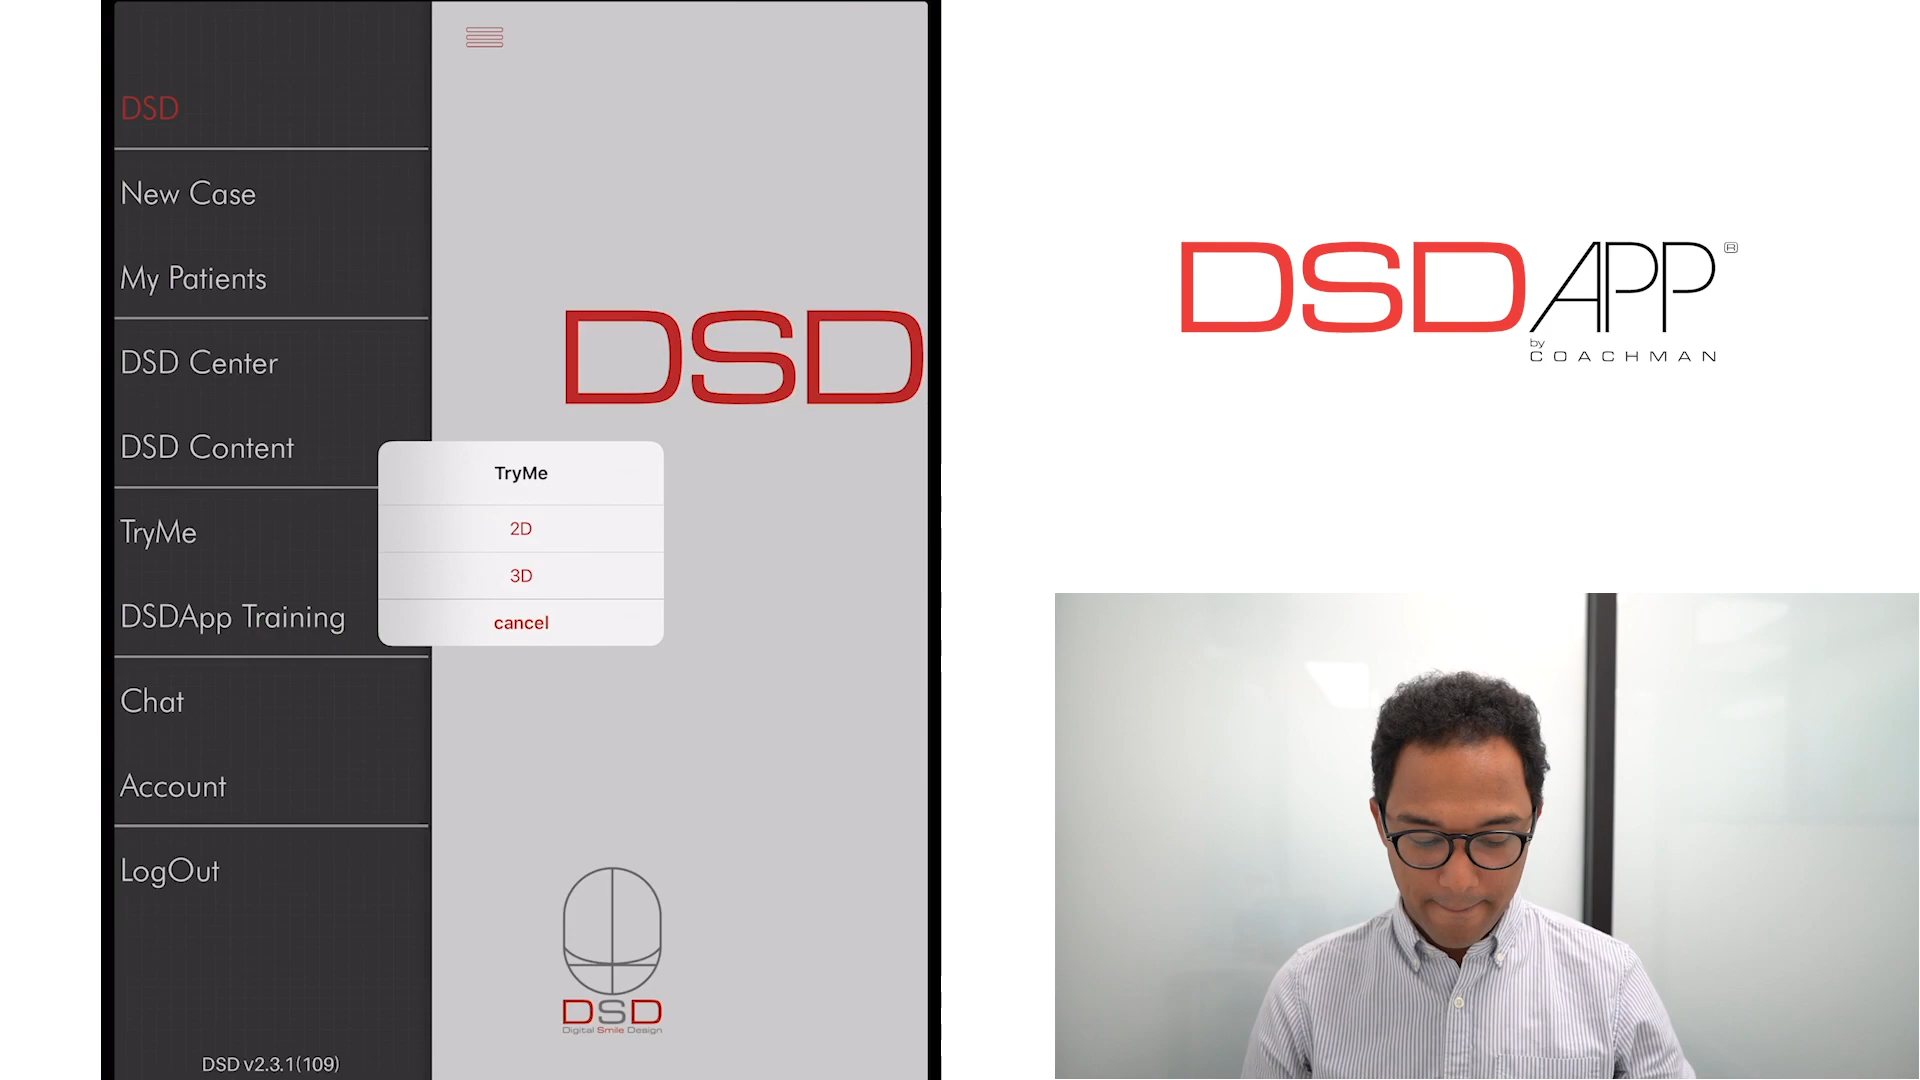 DSD
New Case
My Patients
DSD Center
DSD Content
TryMe
DSDApp Training
Chat
Account
LogOut
DSD v2.3.1(109)
DSD
TryMe
2D
3D
cancel
DSD
Digital Smile Design
DSDAPP®
by
COACHMAN